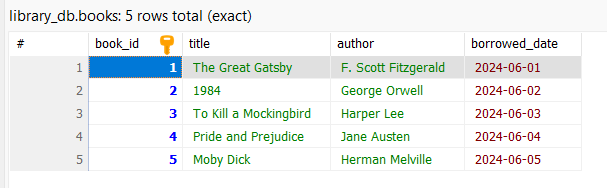 library_db.books: 5 rows total (exact)
# book_id title author borrowed_date
1 1 The Great Gatsby F. Scott Fitzgerald 2024-06-01
2 2 1984 George Orwell 2024-06-02
3 3 To Kill a Mockingbird Harper Lee 2024-06-03
4 4 Pride and Prejudice Jane Austen 2024-06-04
5 5 Moby Dick Herman Melville 2024-06-05